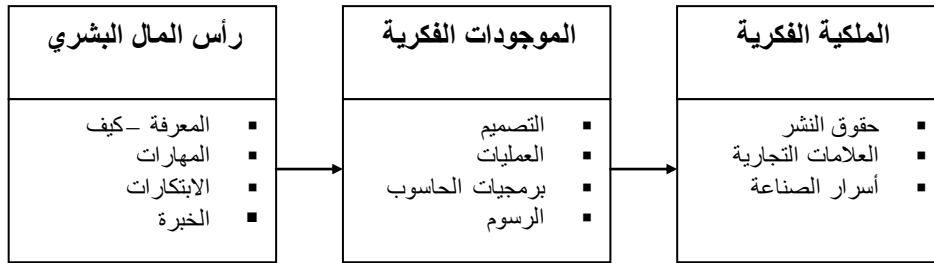 رأس المال البشري
المعرفة – كيف
المهارات
الابتكارات
الخبرة
الموجودات الفكرية
التصميم
العمليات
برمجيات الحاسوب
الرسوم
الملكية الفكرية
حقوق النشر
العلامات التجارية
أسرار الصناعة